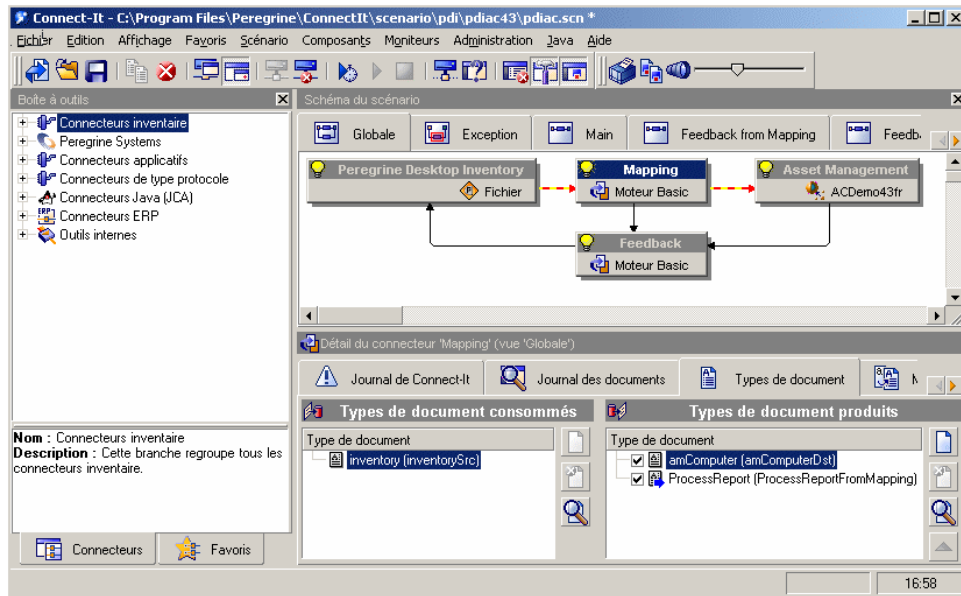 Connect-It - C:\Program Files\Peregrine\ConnectIt\scenario\pdi\pdiac43\pdiac.scn *
Fichier Edition Affichage Favoris Scénario Composants Moniteurs Administration Java Aide
Boîte à outils
Schéma du scénario
Connecteurs inventaire
Peregrine Systems
Connecteurs applicatifs
Connecteurs de type protocole
Connecteurs Java (JCA)
Connecteurs ERP
Outils internes
Globale
Exception
Main
Feedback from Mapping
Feedb
Peregrine Desktop Inventory
Fichier
Mapping
Moteur Basic
Asset Management
ACDemo43fr
Feedback
Moteur Basic
Nom : Connecteurs inventaire
Description : Cette branche regroupe tous les
connecteurs inventaire.
Connecteurs
Favoris
Détail du connecteur 'Mapping' (vue 'Globale')
Journal de Connect-It
Journal des documents
Types de document
Types de document consommés
Type de document
inventory (inventorySrc)
Types de document produits
Type de document
amComputer (amComputerDst)
ProcessReport (ProcessReportFromMapping)
16:58